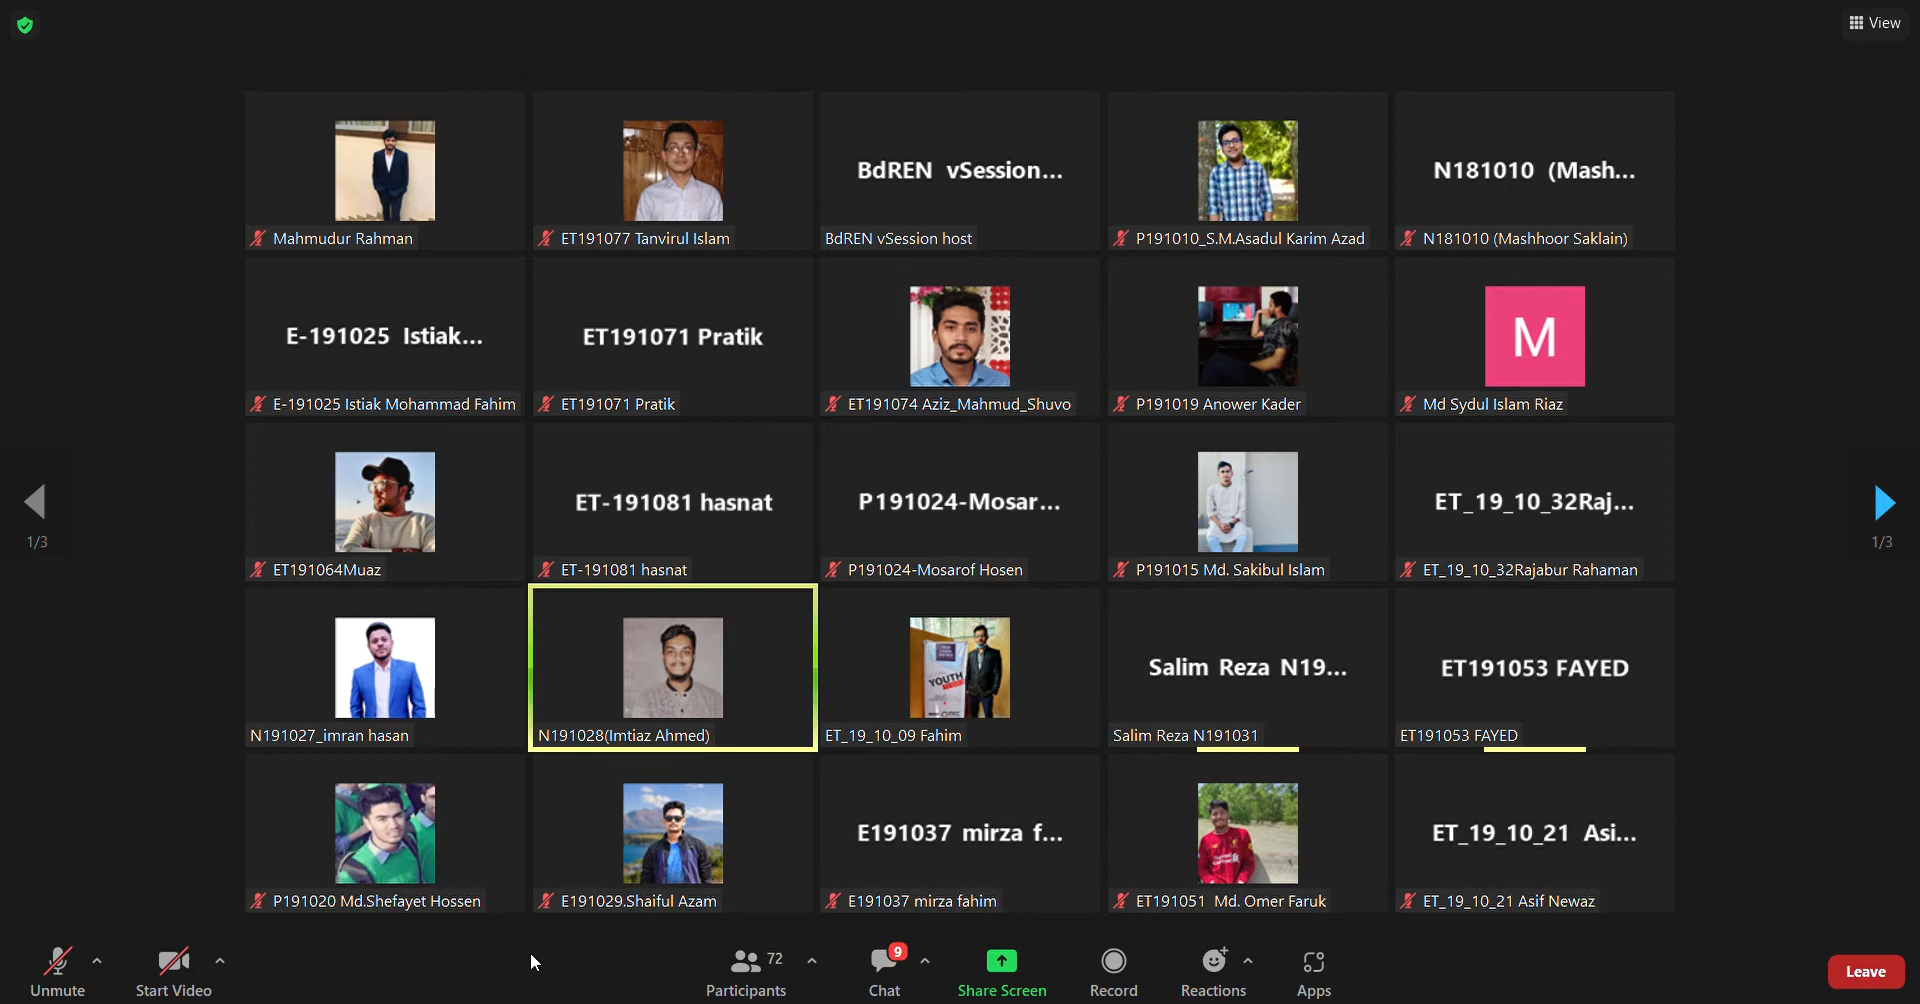 View
Mahmudur Rahman
ET191077 Tanvirul Islam
BdREN vSession...
BdREN vSession host
P191010_S.M.Asadul Karim Azad
N181010 (Mash...
N181010 (Mashhoor Saklain)
E-191025 Istiak...
E-191025 Istiak Mohammad Fahim
ET191071 Pratik
ET191071 Pratik
ET191074 Aziz_Mahmud_Shuvo
P191019 Anower Kader
M
Md Sydul Islam Riaz
1/3
1/3
ET191064Muaz
ET-191081 hasnat
ET-191081 hasnat
P191024-Mosar...
P191024-Mosarof Hosen
P191015 Md. Sakibul Islam
ET_19_10_32Raj...
ET_19_10_32Rajabur Rahaman
N191027_imran hasan
N191028(Imtiaz Ahmed)
YOUTH
ET_19_10_09 Fahim
Salim Reza N19...
Salim Reza N191031
ET191053 FAYED
ET191053 FAYED
P191020 Md.Shefayet Hossen
E191029.Shaiful Azam
E191037 mirza f...
E191037 mirza fahim
ET191051 Md. Omer Faruk
ET_19_10_21 Asi...
ET_19_10_21 Asif Newaz
Unmute
Start Video
72
Participants
9
Chat
Share Screen
Record
Reactions
Apps
Leave